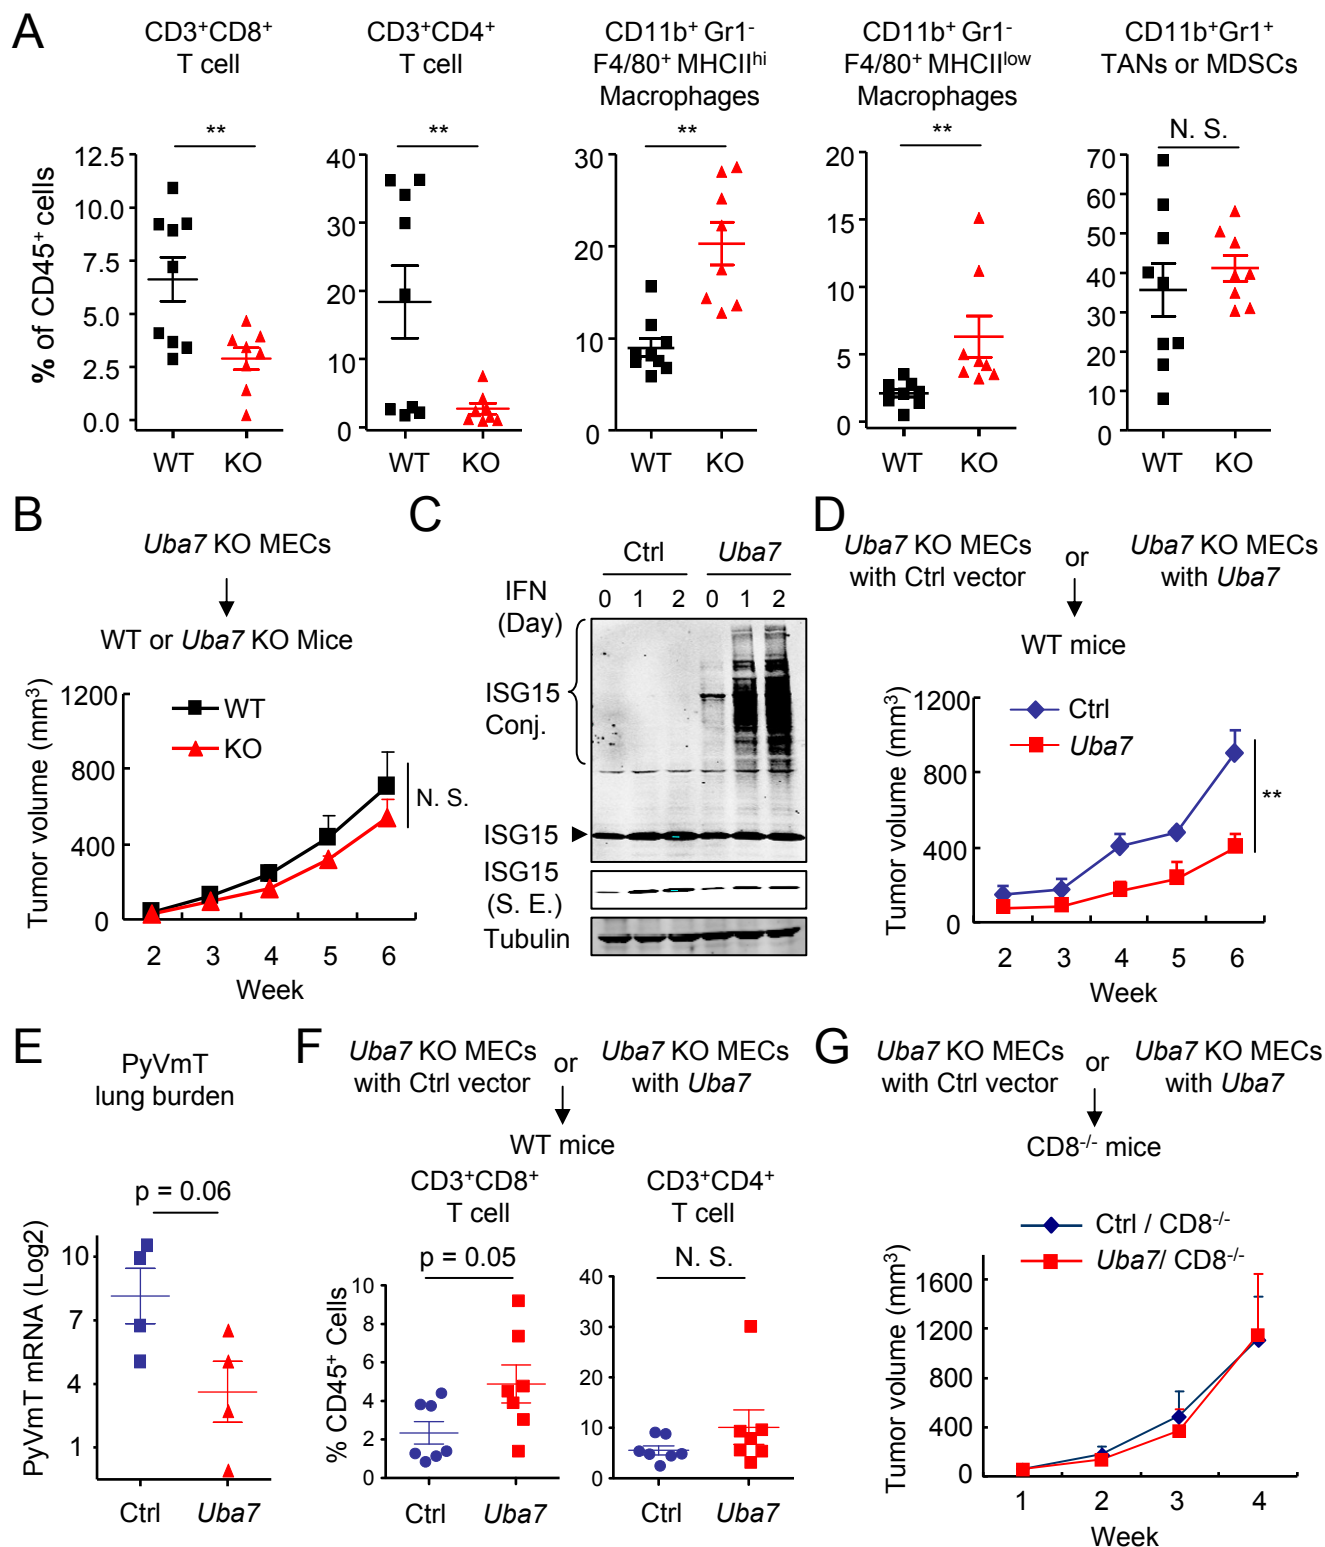 A
CD3⁺CD8⁺
T cell
CD3⁺CD4⁺
T cell
CD11b⁺ Gr1⁻
F4/80⁺ MHCIIʰⁱ
Macrophages
CD11b⁺ Gr1⁻
F4/80⁺ MHCIIˡᵒʷ
Macrophages
CD11b⁺Gr1⁺
TANs or MDSCs
% of CD45⁺ cells
**
12.5
10.0
7.5
5.0
2.5
0.0
WT KO
**
40
30
20
10
0
WT KO
**
30
20
10
0
WT KO
**
20
15
10
5
0
WT KO
N. S.
70
60
50
40
30
20
10
0
WT KO
B
Uba7 KO MECs
WT or Uba7 KO Mice
Tumor volume (mm³)
1200
800
400
0
WT
KO
N. S.
2 3 4 5 6
Week
C
Ctrl Uba7
IFN
(Day)
0 1 2 0 1 2
ISG15
Conj.
ISG15
ISG15
(S. E.)
Tubulin
D
Uba7 KO MECs
with Ctrl vector
or
Uba7 KO MECs
with Uba7
WT mice
Tumor volume (mm³)
1200
800
400
0
Ctrl
Uba7
**
2 3 4 5 6
Week
E
PyVmT
lung burden
p = 0.06
PyVmT mRNA (Log2)
10
7
4
1
Ctrl Uba7
F
Uba7 KO MECs
with Ctrl vector
or
Uba7 KO MECs
with Uba7
WT mice
CD3⁺CD8⁺
T cell
p = 0.05
% CD45⁺ Cells
10
8
6
4
2
0
Ctrl Uba7
CD3⁺CD4⁺
T cell
N. S.
40
30
20
10
0
Ctrl Uba7
G
Uba7 KO MECs
with Ctrl vector
or
Uba7 KO MECs
with Uba7
CD8⁻/⁻ mice
Ctrl / CD8⁻/⁻
Uba7/ CD8⁻/⁻
Tumor volume (mm³)
1600
1200
800
400
0
1 2 3 4
Week